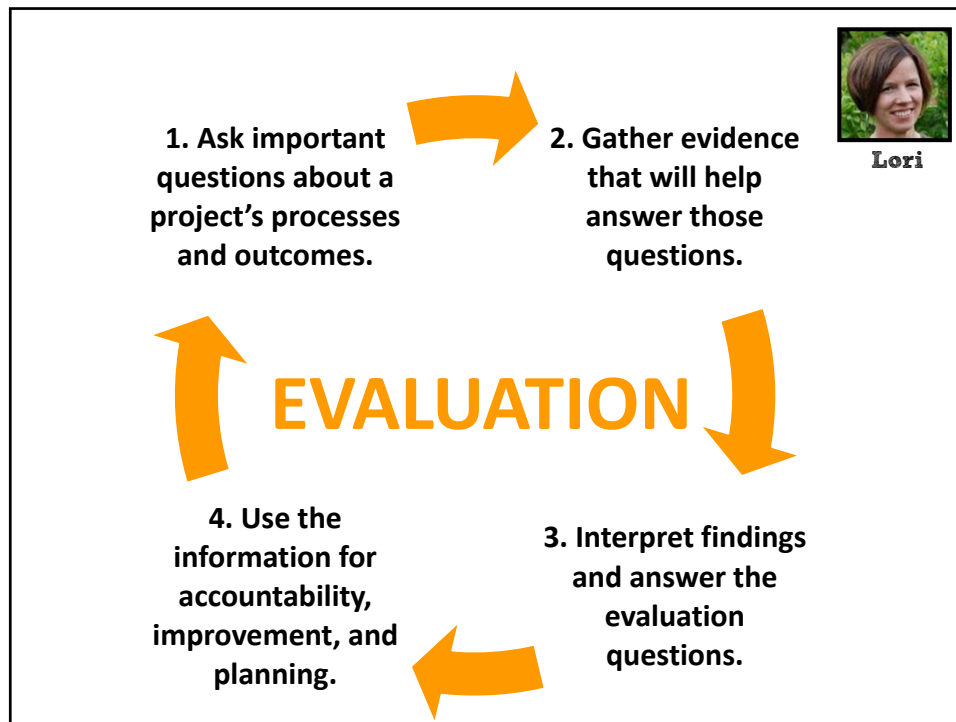 1. Ask important
questions about a
project’s processes
and outcomes.
2. Gather evidence
that will help
answer those
questions.
Lori
EVALUATION
3. Interpret findings
and answer the
evaluation
questions.
4. Use the
information for
accountability,
improvement, and
planning.